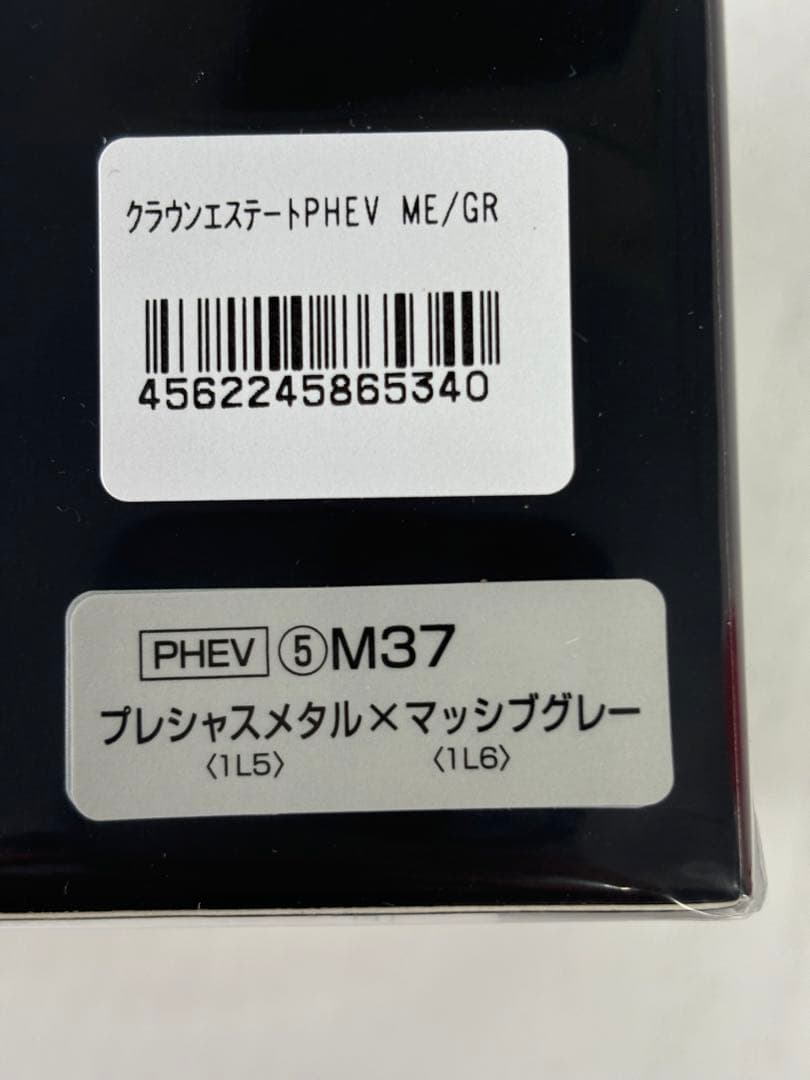 クラウンエステートPHEV ME/GR
4562245865340
PHEV ⑤M37
プレシャスメタル×マッシブグレー
〈1L5〉 〈1L6〉